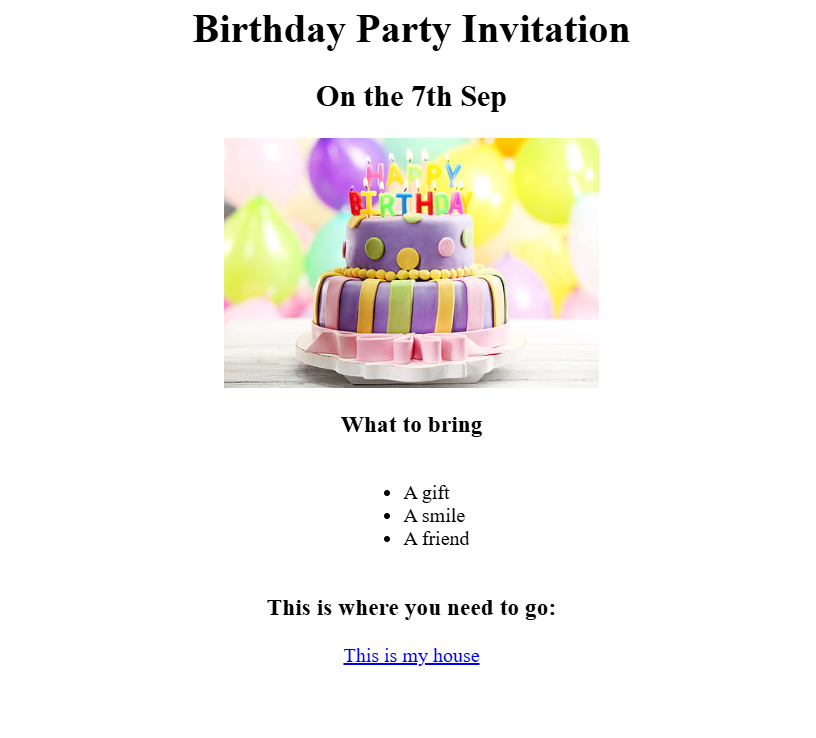 Birthday Party Invitation
On the 7th Sep
HAPPY
BIRTHDAY
What to bring
• A gift
• A smile
• A friend
This is where you need to go:
This is my house